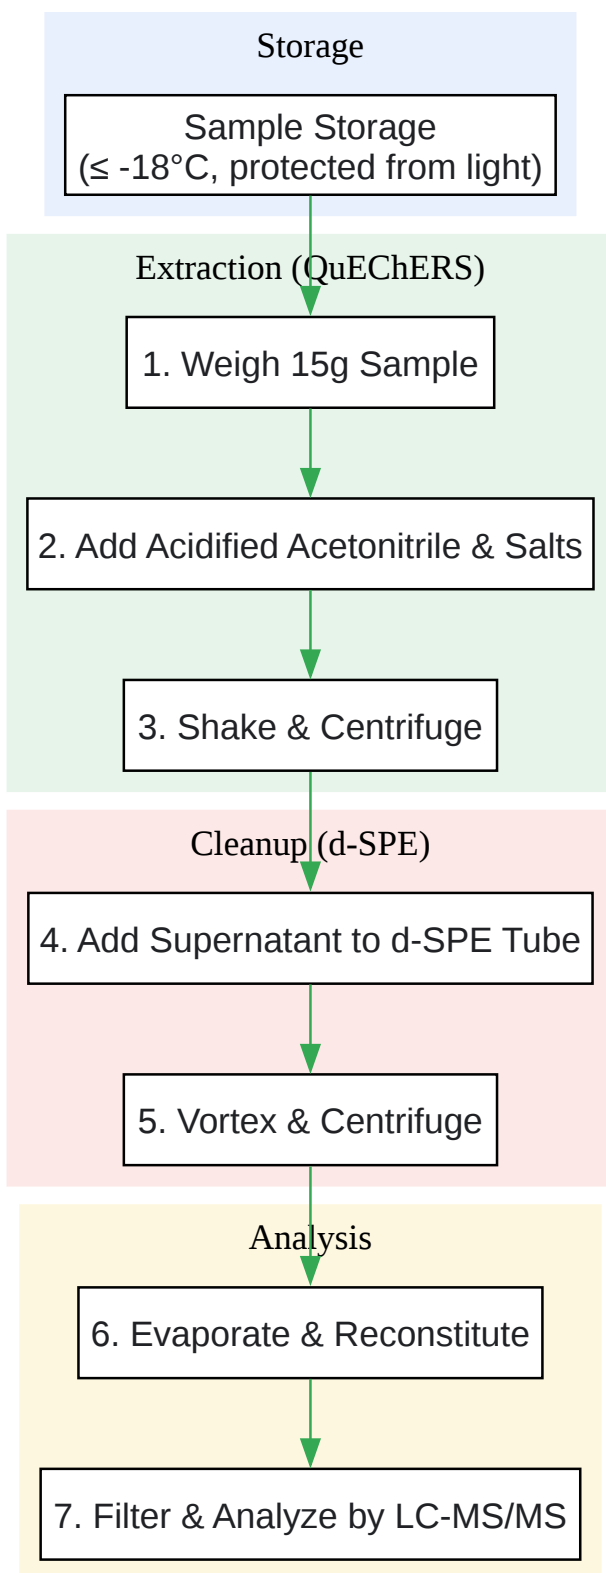 Storage
Sample Storage
(≤ -18°C, protected from light)
Extraction (QuEChERS)
1. Weigh 15g Sample
2. Add Acidified Acetonitrile & Salts
3. Shake & Centrifuge
Cleanup (d-SPE)
4. Add Supernatant to d-SPE Tube
5. Vortex & Centrifuge
Analysis
6. Evaporate & Reconstitute
7. Filter & Analyze by LC-MS/MS